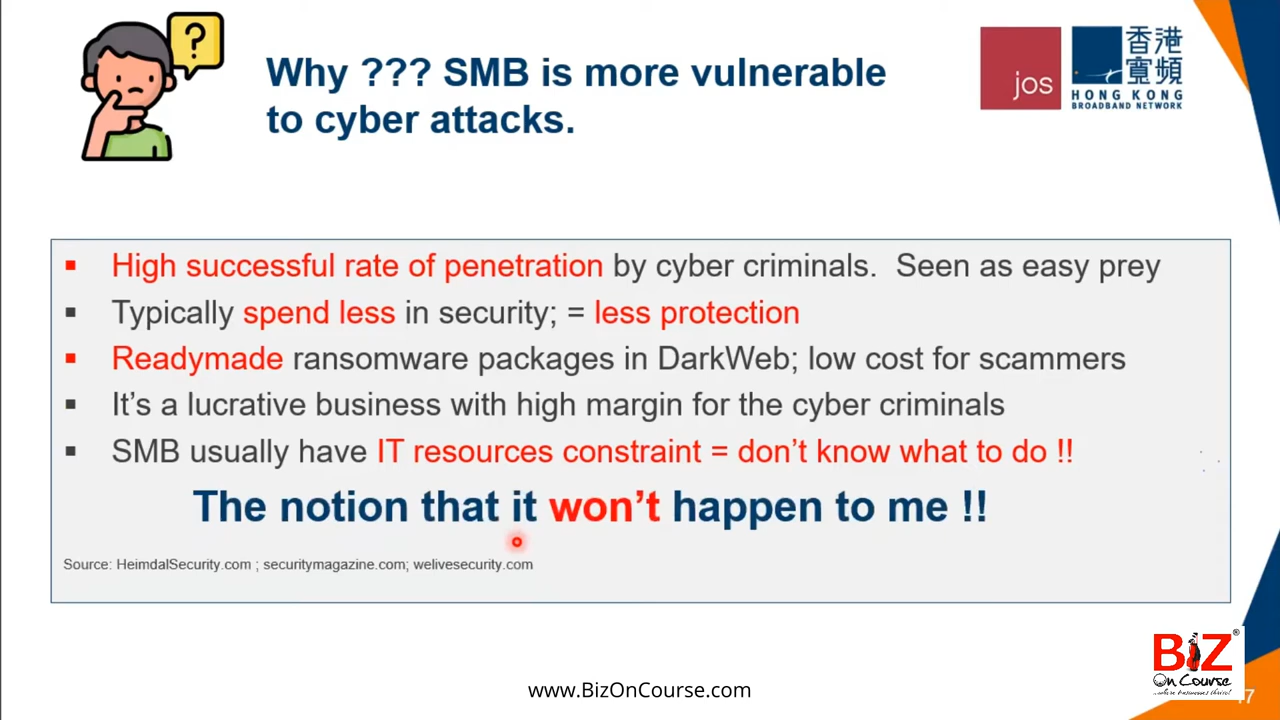 ?
Why ??? SMB is more vulnerable
to cyber attacks.
jos
香港
寬頻
HONG KONG
BROADBAND NETWORK
High successful rate of penetration by cyber criminals.  Seen as easy prey
Typically spend less in security; = less protection
Readymade ransomware packages in DarkWeb; low cost for scammers
It’s a lucrative business with high margin for the cyber criminals
SMB usually have IT resources constraint = don’t know what to do !!
The notion that it won’t happen to me !!
Source: HeimdalSecurity.com ; securitymagazine.com; welivesecurity.com
www.BizOnCourse.com
BiZ®
On Course